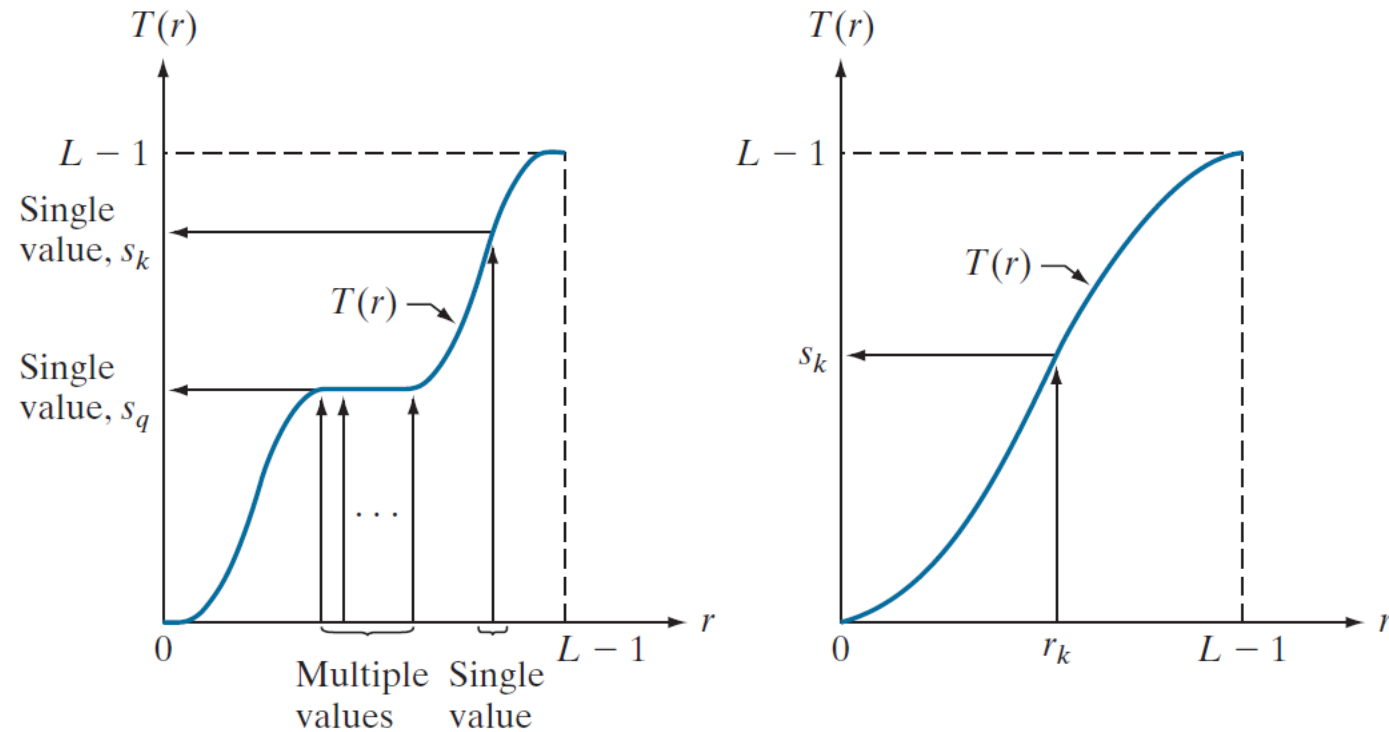 T(r)
L − 1
Single
value, s_k
T(r)
Single
value, s_q
. . .
0
L − 1
r
Multiple
values
Single
value
T(r)
L − 1
T(r)
s_k
0
r_k
L − 1
r